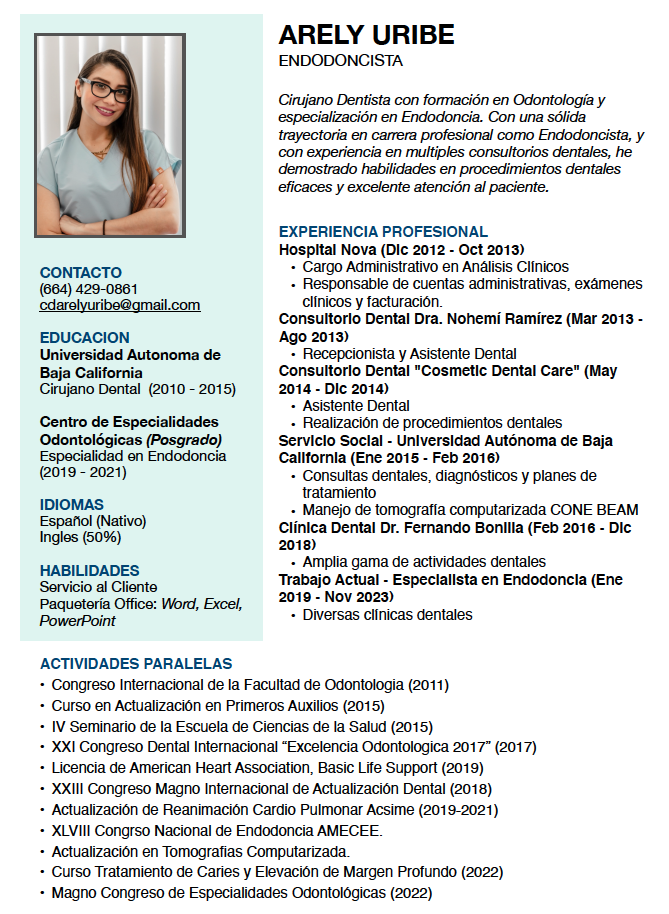 ARELY URIBE
ENDODONCISTA
Cirujano Dentista con formación en Odontología y
especialización en Endodoncia. Con una sólida
trayectoria en carrera profesional como Endodoncista, y
con experiencia en multiples consultorios dentales, he
demostrado habilidades en procedimientos dentales
eficaces y excelente atención al paciente.
CONTACTO
(664) 429-0861
cdarelyuribe@gmail.com
EDUCACION
Universidad Autonoma de
Baja California
Cirujano Dental (2010 - 2015)
Centro de Especialidades
Odontológicas (Posgrado)
Especialidad en Endodoncia
(2019 - 2021)
IDIOMAS
Español (Nativo)
Ingles (50%)
HABILIDADES
Servicio al Cliente
Paquetería Office: Word, Excel,
PowerPoint
EXPERIENCIA PROFESIONAL
Hospital Nova (Dic 2012 - Oct 2013)
• Cargo Administrativo en Análisis Clínicos
• Responsable de cuentas administrativas, exámenes
clínicos y facturación.
Consultorio Dental Dra. Nohemí Ramírez (Mar 2013 -
Ago 2013)
• Recepcionista y Asistente Dental
Consultorio Dental "Cosmetic Dental Care" (May
2014 - Dic 2014)
• Asistente Dental
• Realización de procedimientos dentales
Servicio Social - Universidad Autónoma de Baja
California (Ene 2015 - Feb 2016)
• Consultas dentales, diagnósticos y planes de
tratamiento
• Manejo de tomografía computarizada CONE BEAM
Clínica Dental Dr. Fernando Bonilla (Feb 2016 - Dic
2018)
• Amplia gama de actividades dentales
Trabajo Actual - Especialista en Endodoncia (Ene
2019 - Nov 2023)
• Diversas clínicas dentales
ACTIVIDADES PARALELAS
• Congreso Internacional de la Facultad de Odontologia (2011)
• Curso en Actualización en Primeros Auxilios (2015)
• IV Seminario de la Escuela de Ciencias de la Salud (2015)
• XXI Congreso Dental Internacional “Excelencia Odontologica 2017” (2017)
• Licencia de American Heart Association, Basic Life Support (2019)
• XXIII Congreso Magno Internacional de Actualización Dental (2018)
• Actualización de Reanimación Cardio Pulmonar Acsime (2019-2021)
• XLVIII Congrso Nacional de Endodoncia AMECEE.
• Actualización en Tomografias Computarizada.
• Curso Tratamiento de Caries y Elevación de Margen Profundo (2022)
• Magno Congreso de Especialidades Odontológicas (2022)